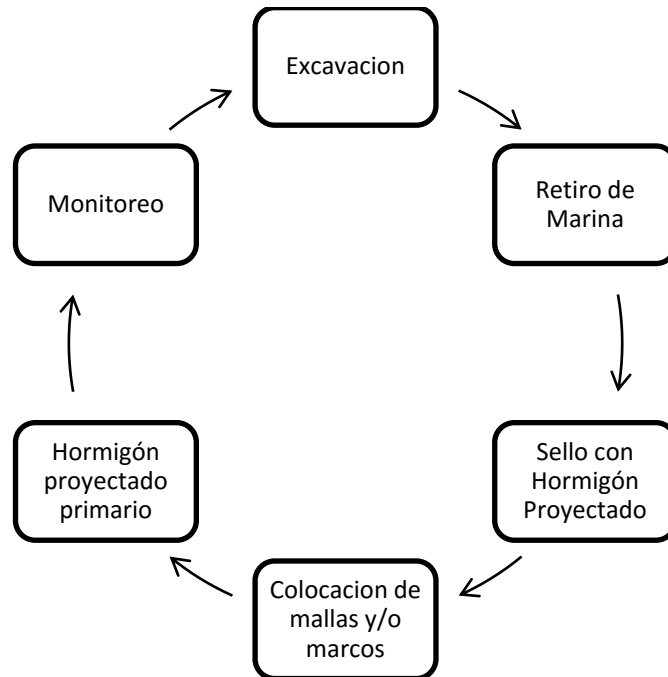 Excavacion
Retiro de
Marina
Sello con
Hormigón
Proyectado
Colocacion de
mallas y/o
marcos
Hormigón
proyectado
primario
Monitoreo